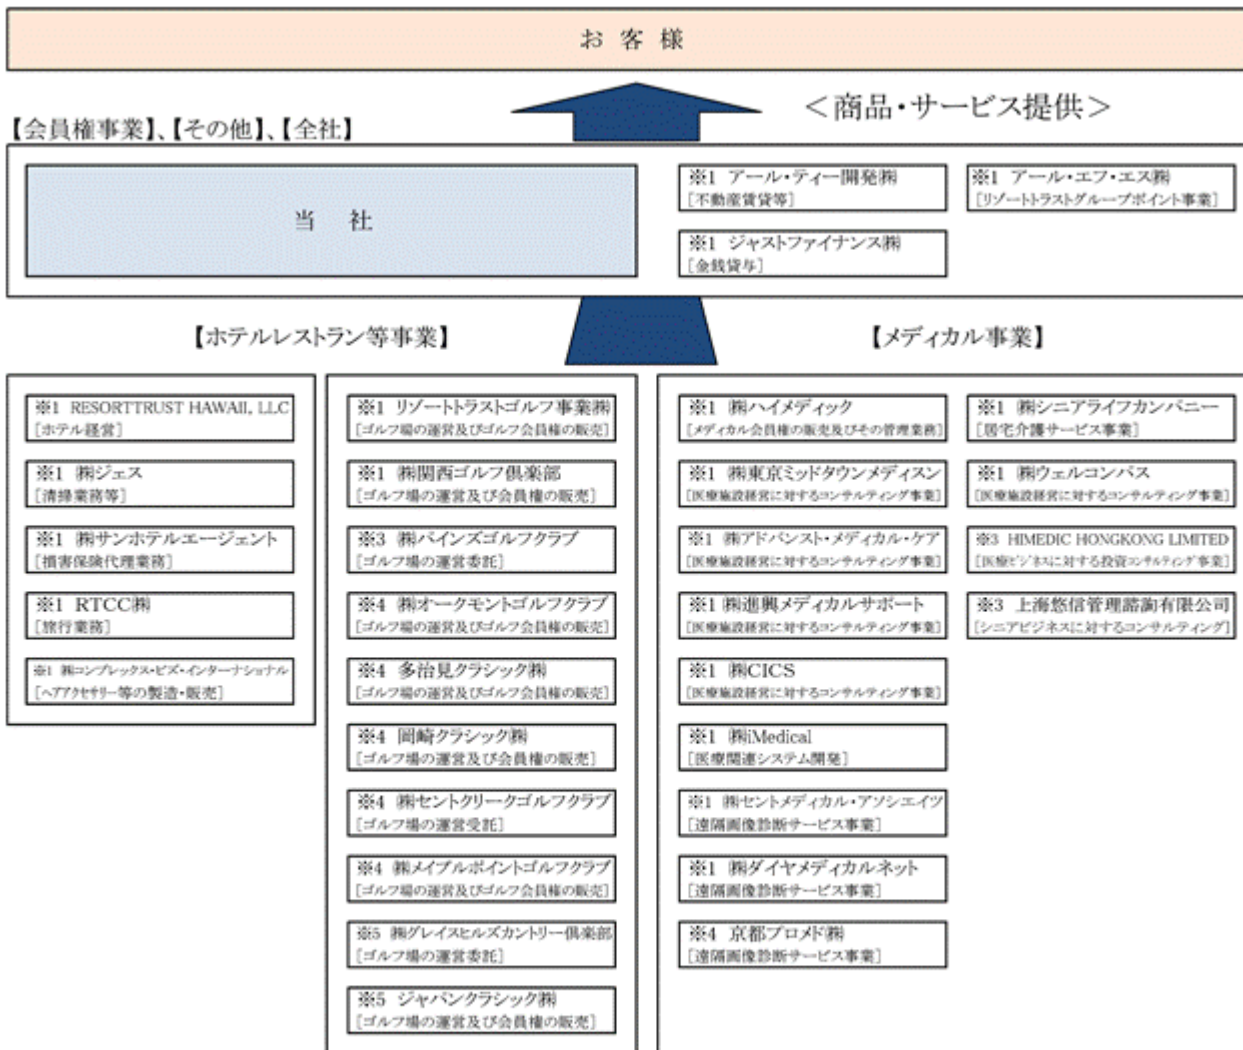 お 客 様
＜商品・サービス提供＞
【会員権事業】、【その他】、【全社】
当 社
※1 アール・ティー開発㈱
[不動産賃貸等]
※1 アール・エフ・エス㈱
[リゾートトラストグループポイント事業]
※1 ジャストファイナンス㈱
[金銭貸与]
【ホテルレストラン等事業】
【メディカル事業】
※1 RESORTTRUST HAWAII, LLC
[ホテル経営]
※1 ㈱ジェス
[清掃業務等]
※1 ㈱サンホテルエージェント
[損害保険代理業務]
※1 RTCC㈱
[旅行業務]
※1 ㈱コンプレックス・ビズ・インターナショナル
[ヘアアクセサリー等の製造・販売]
※1 リゾートトラストゴルフ事業㈱
[ゴルフ場の運営及びゴルフ会員権の販売]
※1 ㈱関西ゴルフ倶楽部
[ゴルフ場の運営及び会員権の販売]
※3 ㈱パインズゴルフクラブ
[ゴルフ場の運営委託]
※4 ㈱オークモントゴルフクラブ
[ゴルフ場の運営及びゴルフ会員権の販売]
※4 多治見クラシック㈱
[ゴルフ場の運営及びゴルフ会員権の販売]
※4 岡崎クラシック㈱
[ゴルフ場の運営及び会員権の販売]
※4 ㈱セントクリークゴルフクラブ
[ゴルフ場の運営受託]
※4 ㈱メイプルポイントゴルフクラブ
[ゴルフ場の運営及びゴルフ会員権の販売]
※5 ㈱グレイスヒルズカントリー倶楽部
[ゴルフ場の運営委託]
※5 ジャパンクラシック㈱
[ゴルフ場の運営及び会員権の販売]
※1 ㈱ハイメディック
[メディカル会員権の販売及びその管理業務]
※1 ㈱東京ミッドタウンメディスン
[医療施設経営に対するコンサルティング事業]
※1 ㈱アドバンスト・メディカル・ケア
[医療施設経営に対するコンサルティング事業]
※1 ㈱進興メディカルサポート
[医療施設経営に対するコンサルティング事業]
※1 ㈱CICS
[医療施設経営に対するコンサルティング事業]
※1 ㈱iMedical
[医療関連システム開発]
※1 ㈱セントメディカル・アソシエイツ
[遠隔画像診断サービス事業]
※1 ㈱ダイヤメディカルネット
[遠隔画像診断サービス事業]
※4 京都プロメド㈱
[遠隔画像診断サービス事業]
※1 ㈱シニアライフカンパニー
[居宅介護サービス事業]
※1 ㈱ウェルコンパス
[医療施設経営に対するコンサルティング事業]
※3 HIMEDIC HONGKONG LIMITED
[医療ビジネスに対する投資コンサルティング事業]
※3 上海悠信管理諮詢有限公司
[シニアビジネスに対するコンサルティング]